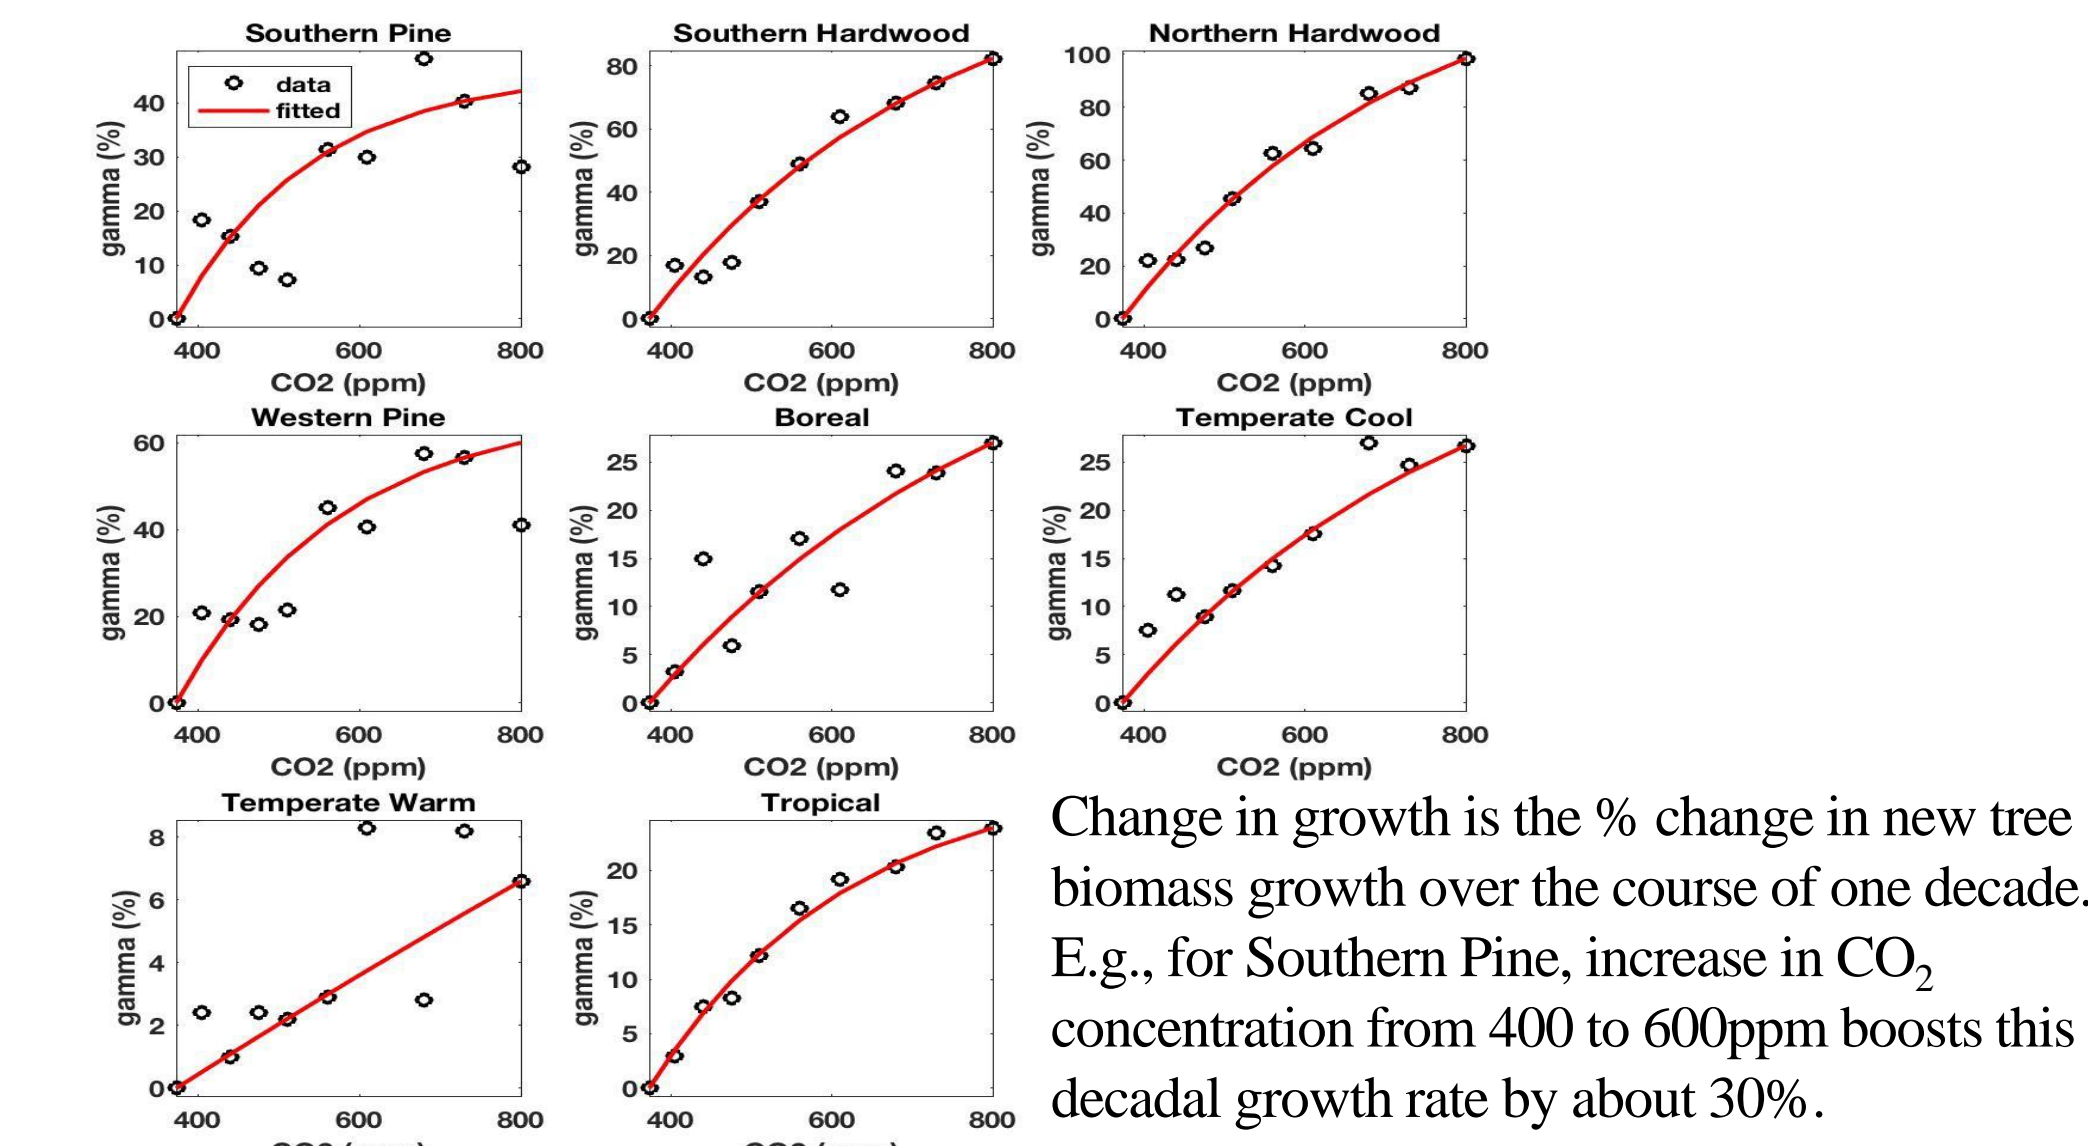 Southern Pine
data
fitted
40
30
20
10
0
gamma (%)
400 600 800
CO2 (ppm)
Southern Hardwood
80
60
40
20
0
gamma (%)
400 600 800
CO2 (ppm)
Northern Hardwood
100
80
60
40
20
0
gamma (%)
400 600 800
CO2 (ppm)
Western Pine
60
40
20
0
gamma (%)
400 600 800
CO2 (ppm)
Boreal
25
20
15
10
5
0
gamma (%)
400 600 800
CO2 (ppm)
Temperate Cool
25
20
15
10
5
0
gamma (%)
400 600 800
CO2 (ppm)
Temperate Warm
8
6
4
2
0
gamma (%)
400 600 800
Tropical
20
15
10
5
0
gamma (%)
400 600 800
Change in growth is the % change in new tree
biomass growth over the course of one decade.
E.g., for Southern Pine, increase in CO₂
concentration from 400 to 600ppm boosts this
decadal growth rate by about 30%.